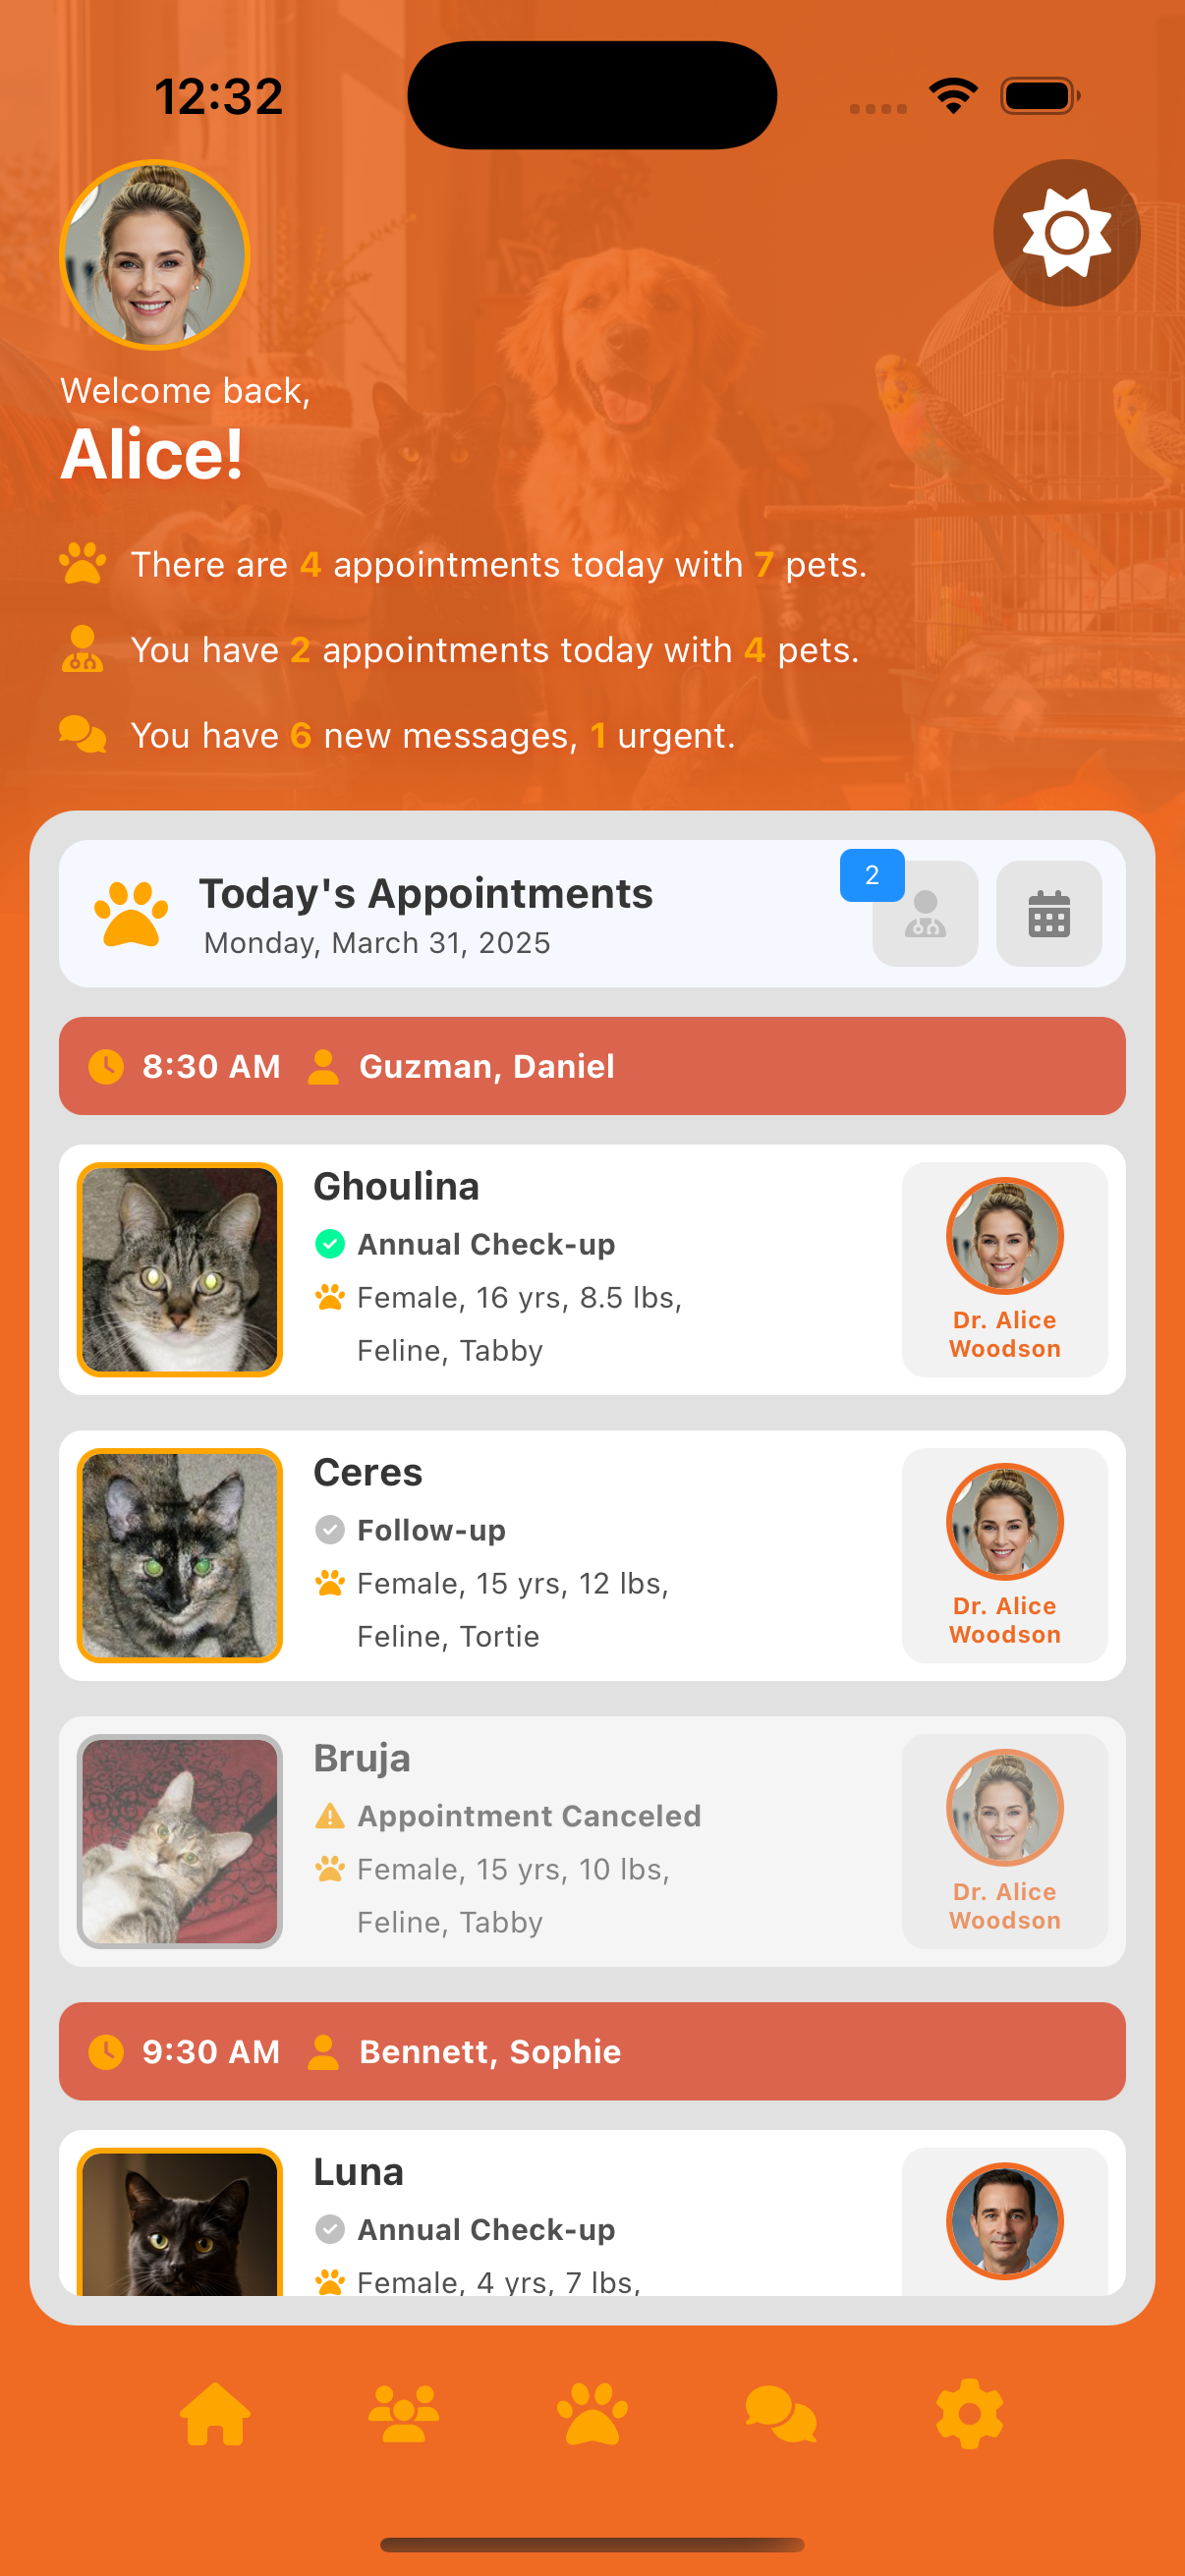 12:32
Welcome back,
Alice!
There are 4 appointments today with 7 pets.
You have 2 appointments today with 4 pets.
You have 6 new messages, 1 urgent.
Today's Appointments
Monday, March 31, 2025
2
8:30 AM Guzman, Daniel
Ghoulina
Annual Check-up
Female, 16 yrs, 8.5 lbs,
Feline, Tabby
Dr. Alice
Woodson
Ceres
Follow-up
Female, 15 yrs, 12 lbs,
Feline, Tortie
Dr. Alice
Woodson
Bruja
Appointment Canceled
Female, 15 yrs, 10 lbs,
Feline, Tabby
Dr. Alice
Woodson
9:30 AM Bennett, Sophie
Luna
Annual Check-up
Female, 4 yrs, 7 lbs,